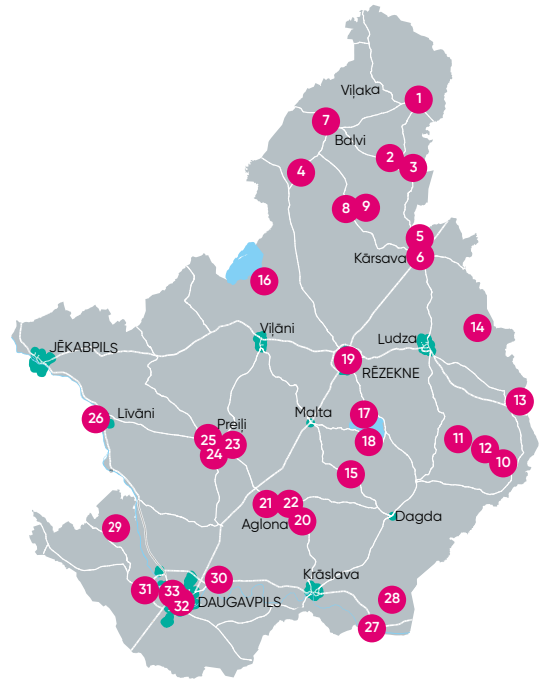 Viļaka
1
7
Balvi
2
3
4
8
9
5
Kārsava
6
16
14
Viļāni
Ludza
JĒKABPILS
19
RĒZEKNE
13
26
Līvāni
Malta
17
Preiļi
25
23
24
18
11
12
10
15
21
22
Aglona
20
Dagda
29
Krāslava
30
31
33
32
DAUGAVPILS
28
27